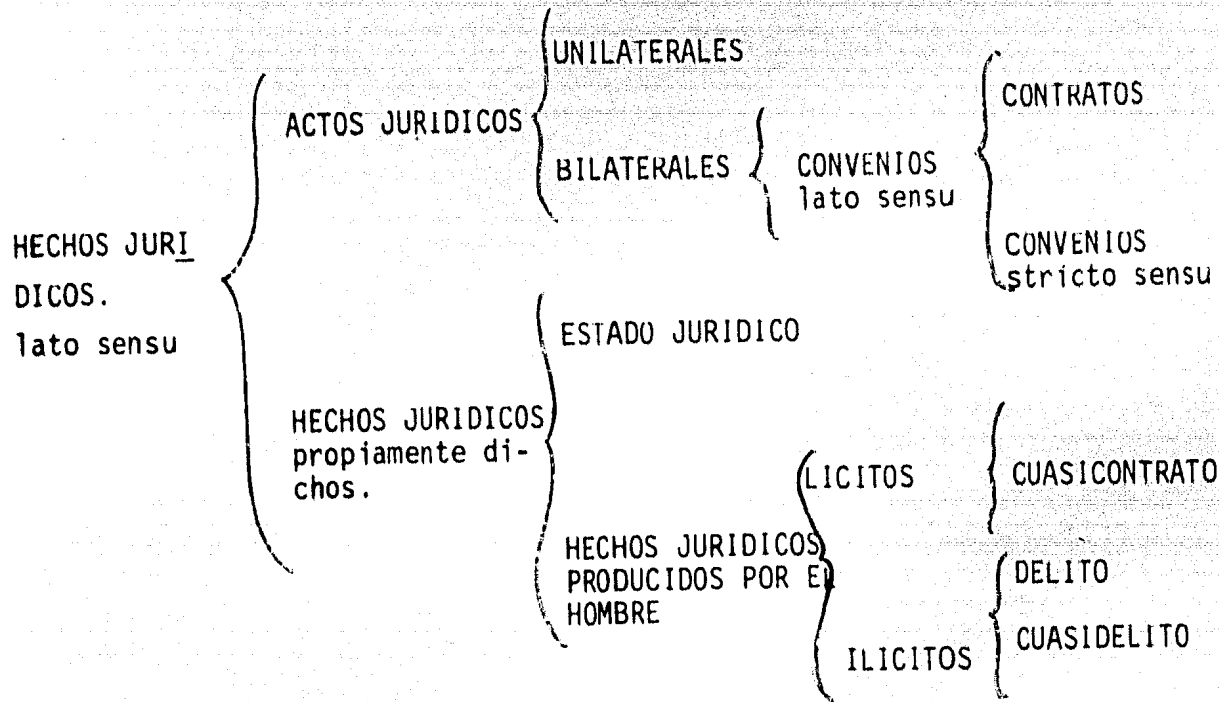 HECHOS JURI
DICOS.
lato sensu
ACTOS JURIDICOS
UNILATERALES
BILATERALES
CONVENIOS
lato sensu
CONTRATOS
CONVENIOS
stricto sensu
HECHOS JURIDICOS
propiamente di-
chos.
ESTADO JURIDICO
HECHOS JURIDICOS
PRODUCIDOS POR EL
HOMBRE
LICITOS
CUASICONTRATO
ILICITOS
DELITO
CUASIDELITO